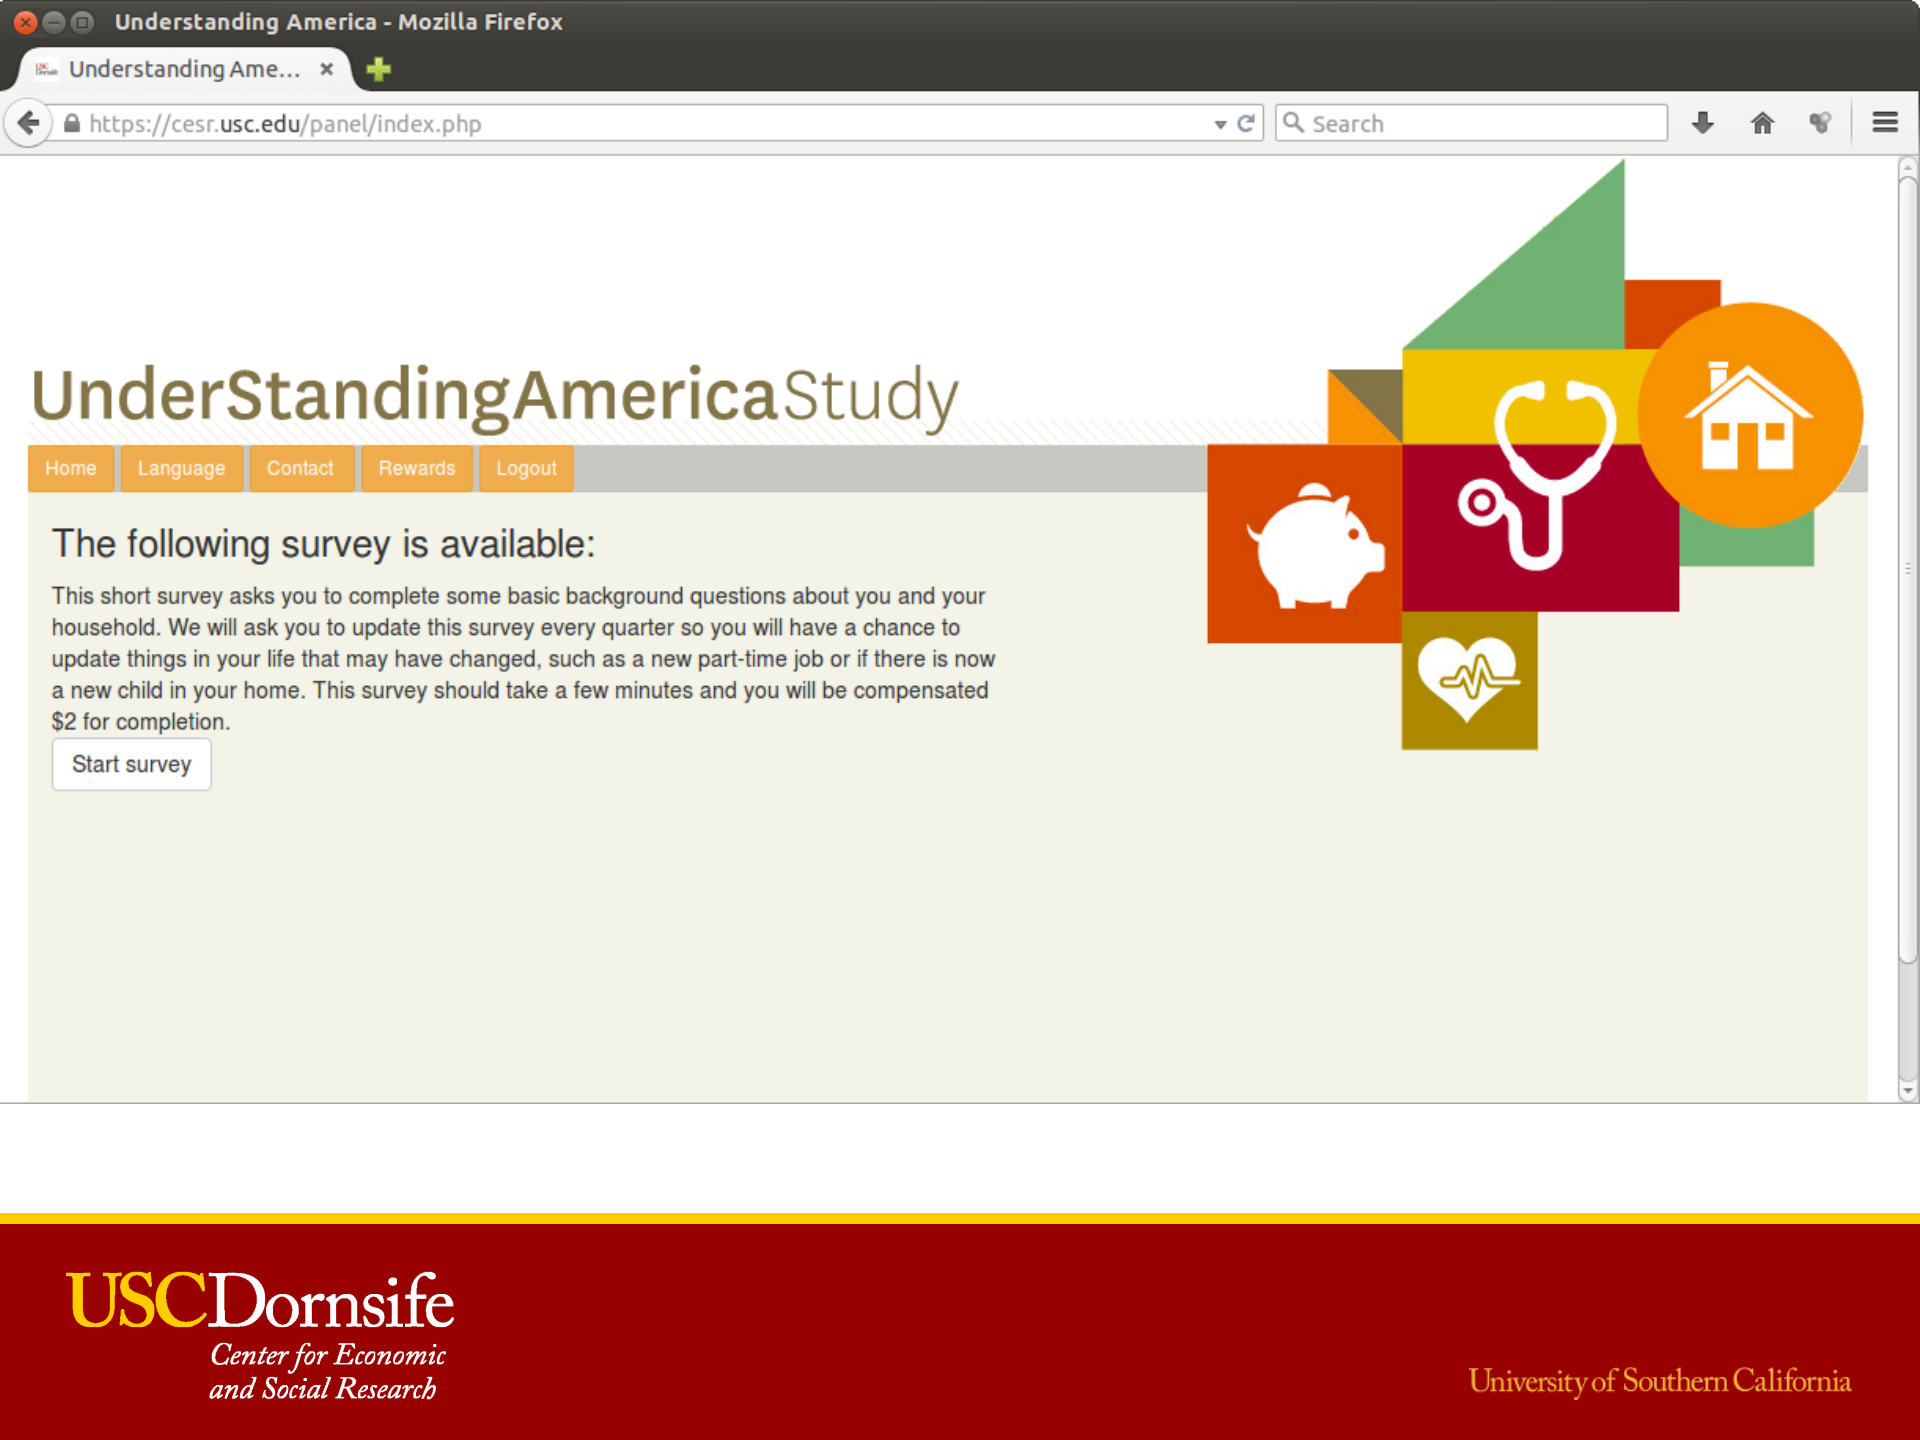 Understanding America - Mozilla Firefox
Understanding Ame...
https://cesr.usc.edu/panel/index.php
Search
UnderStandingAmericaStudy
Home Language Contact Rewards Logout
The following survey is available:
This short survey asks you to complete some basic background questions about you and your
household. We will ask you to update this survey every quarter so you will have a chance to
update things in your life that may have changed, such as a new part-time job or if there is now
a new child in your home. This survey should take a few minutes and you will be compensated
$2 for completion.
Start survey
USCDornsife
Center for Economic
and Social Research
University of Southern California